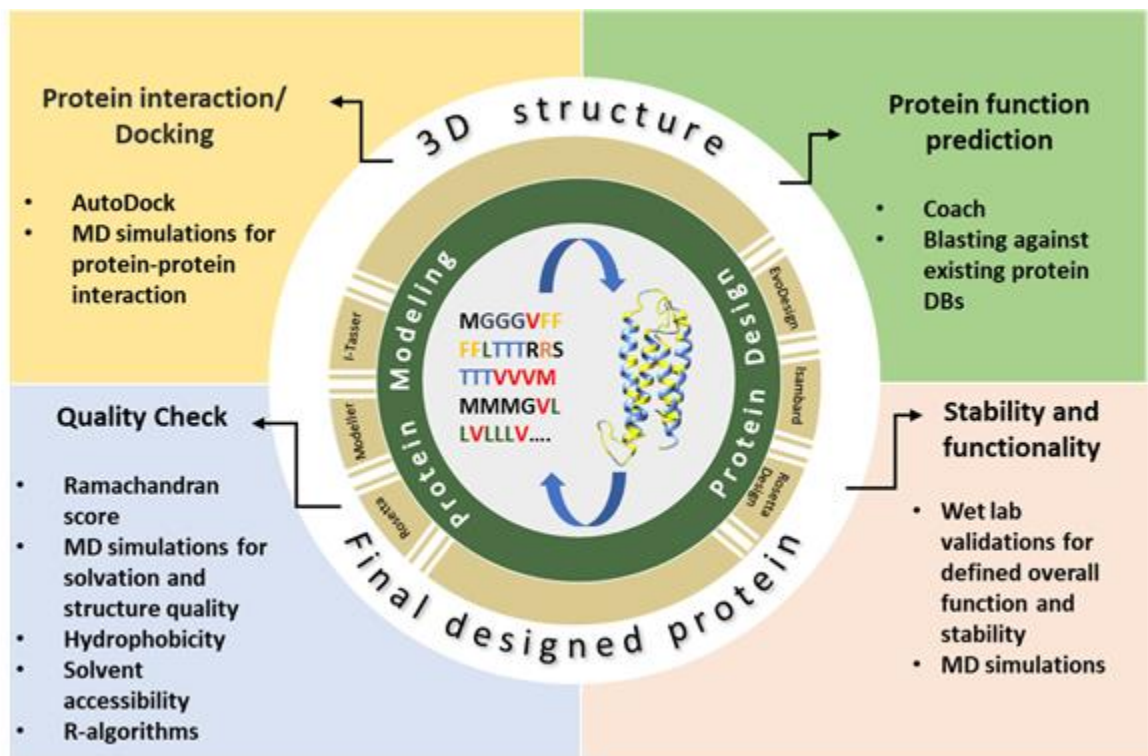 Protein interaction/
Docking
• AutoDock
• MD simulations for
protein-protein
interaction
Protein function
prediction
• Coach
• Blasting against
existing protein
DBs
Quality Check
• Ramachandran
score
• MD simulations for
solvation and
structure quality
• Hydrophobicity
• Solvent
accessibility
• R-algorithms
Stability and
functionality
• Wet lab
validations for
defined overall
function and
stability
• MD simulations
3D structure
Final designed protein
Protein Modeling
Protein Design
I-Tasser
Modeller
Rosetta
EvoDesign
Isambard
Rosetta
Design
MGGGVFF
FFLTTTRRS
TTTVVVM
MMMGVL
LVLLLV....